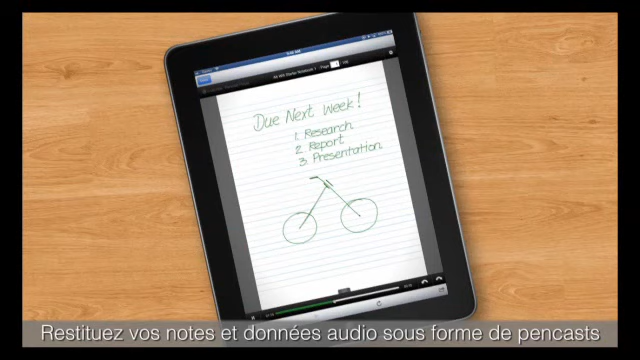 Due Next Week!
1. Research
2. Report
3. Presentation
Restituez vos notes et données audio sous forme de pencasts